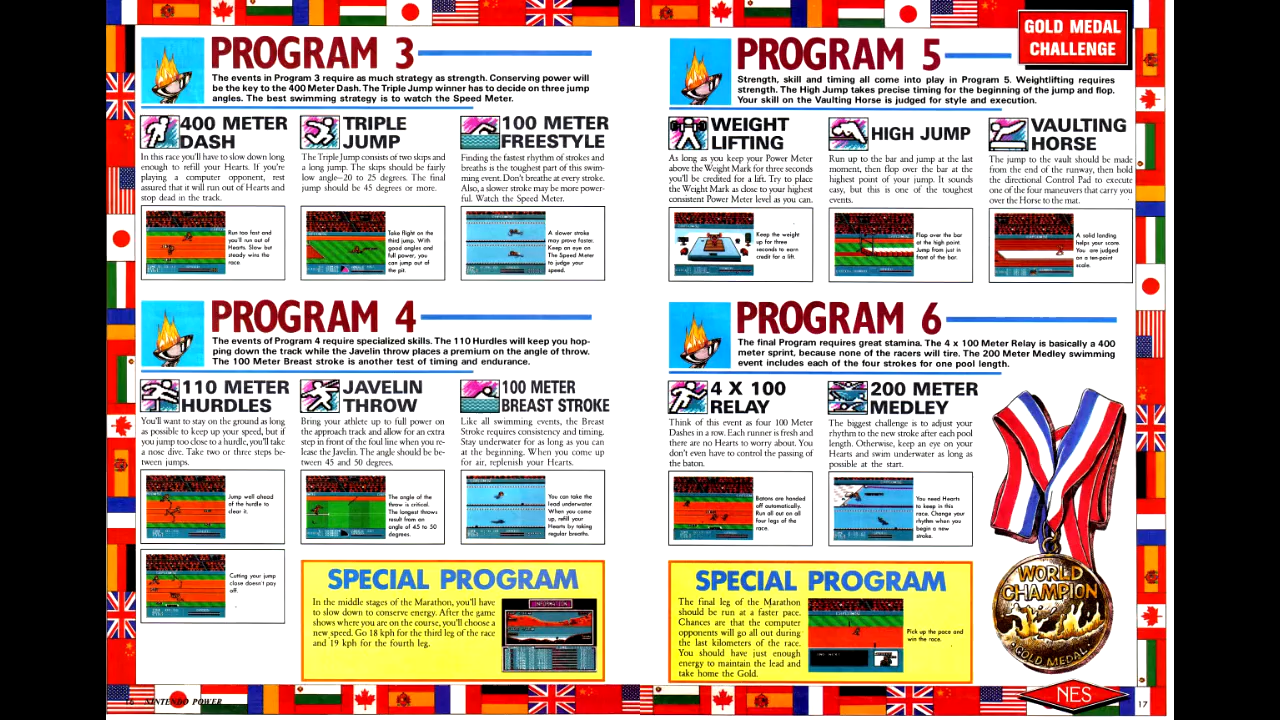 GOLD MEDAL
CHALLENGE
PROGRAM 3
The events in Program 3 require as much strategy as strength. Conserving power will
be the key to the 400 Meter Dash. The Triple Jump winner has to decide on three jump
angles. The best swimming strategy is to watch the Speed Meter.
400 METER
DASH
In this race you'll have to slow down long
enough to refill your Hearts. If you're
playing a computer opponent, rest
assured that it will run out of Hearts and
stop dead in the track.
Run too fast and
you'll run out of
Hearts. Slow but
steady wins the
race
TRIPLE
JUMP
The Triple Jump consists of two skips and
a long jump. The skips should be fairly
low angles—20 to 25 degrees. The final
jump should be 45 degrees or more.
Take flight on the
third jump. With
good angles and
full power, you
can jump out of
the pit.
100 METER
FREESTYLE
Finding the fastest rhythm of strokes and
breaths is the toughest part of this swim-
ming event. Don't breathe at every stroke.
Also, a slower stroke may be more power-
ful. Watch the Speed Meter.
A slower stroke
may prove faster.
Keep an eye on
The Speed Meter
to judge your
speed.
PROGRAM 4
The events of Program 4 require specialized skills. The 110 Hurdles will keep you hop-
ping down the track while the Javelin throw places a premium on the angle of throw.
The 100 Meter Breast stroke is another test of timing and endurance.
110 METER
HURDLES
You'll want to stay on the ground as long
as possible to keep up your speed, but if
you jump too close to a hurdle, you'll take
a nose dive. Take two or three steps be-
tween jumps.
Jump well ahead
of the hurdle to
clear it.
Cutting your jump
close doesn't pay
off.
JAVELIN
THROW
Bring your athlete up to full power on
the approach track and allow for an extra
step in front of the foul line when you re-
lease the Javelin. The angle should be be-
tween 45 and 50 degrees.
The angle of the
throw is critical.
The longest throws
result from an
angle of 45 to 50
degrees.
100 METER
BREAST STROKE
Like all swimming events, the Breast
Stroke requires consistency and timing.
Stay underwater for as long as you can
at the beginning. When you come up
for air, replenish your Hearts.
You can take the
lead underwater
When you come
up, refill your
Hearts by taking
regular breaths.
SPECIAL PROGRAM
In the middle stages of the Marathon, you'll have
to slow down to conserve energy. After the game
shows where you are on the course, you'll choose a
new speed. Go 18 kph for the third leg of the race
and 19 kph for the fourth leg.
NINTENDO POWER
PROGRAM 5
Strength, skill and timing all come into play in Program 5. Weightlifting requires
strength. The High Jump takes precise timing for the beginning of the jump and flop.
Your skill on the Vaulting Horse is judged for style and execution.
WEIGHT
LIFTING
As long as you keep your Power Meter
above the Weight Mark for three seconds
you'll be credited for a lift. Try to place
the Weight Mark as close to your highest
consistent Power Meter level as you can.
Keep the weight
up for three
seconds to earn
credit for a lift.
HIGH JUMP
Run up to the bar and jump at the last
moment, then flop over the bar at the
highest point of your jump. It sounds
easy, but this is one of the toughest
events.
Flop over the bar
at the high point
Jump from just in
front of the bar.
VAULTING
HORSE
The jump to the vault should be made
from the end of the runway, then hold
the directional Control Pad to execute
one of the four maneuvers that carry you
over the Horse to the mat.
A solid landing
helps your score
You are judged
on a ten-point
scale.
PROGRAM 6
The final Program requires great stamina. The 4 x 100 Meter Relay is basically a 400
meter sprint, because none of the racers will tire. The 200 Meter Medley swimming
event includes each of the four strokes for one pool length.
4 X 100
RELAY
Think of this event as four 100 Meter
Dashes in a row. Each runner is fresh and
there are no Hearts to worry about. You
don't even have to control the passing of
the baton.
Batons are handed
off automatically.
Run all out on all
four legs of the
race.
200 METER
MEDLEY
The biggest challenge is to adjust your
rhythm to the new stroke after each pool
length. Otherwise, keep an eye on your
Hearts and swim underwater as long as
possible at the start.
You need Hearts
to keep in this
race. Change your
rhythm when you
begin a new
stroke.
SPECIAL PROGRAM
The final leg of the Marathon
should be run at a faster pace.
Chances are that the computer
opponents will go all out during
the last kilometers of the race.
You should have just enough
energy to maintain the lead and
take home the Gold.
Pick up the pace and
win the race.
WORLD
CHAMPION
GOLD MEDAL
NES
17